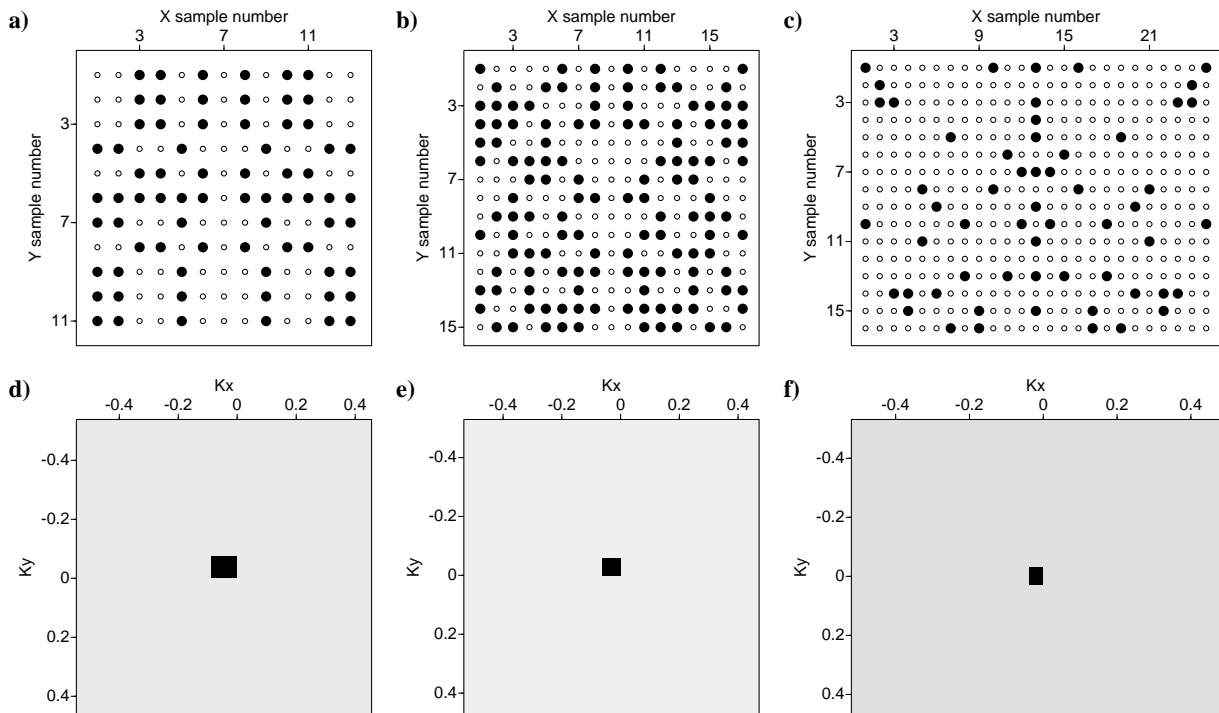 a)
X sample number
3 7 11
Y sample number
3
7
11
b)
X sample number
3 7 11 15
Y sample number
3
7
11
15
c)
X sample number
3 9 15 21
Y sample number
3
7
11
15
d)
Kx
-0.4 -0.2 0 0.2 0.4
Ky
-0.4
-0.2
0
0.2
0.4
e)
Kx
-0.4 -0.2 0 0.2 0.4
Ky
-0.4
-0.2
0
0.2
0.4
f)
Kx
-0.4 -0.2 0 0.2 0.4
Ky
-0.4
-0.2
0
0.2
0.4